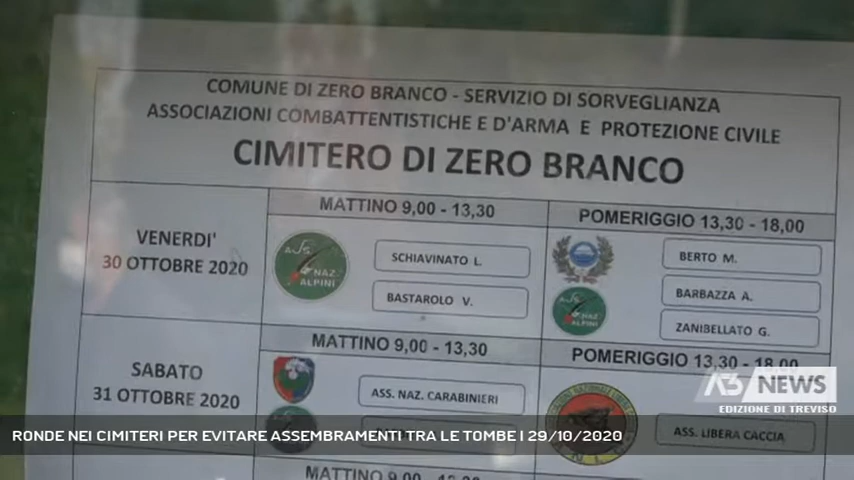 COMUNE DI ZERO BRANCO - SERVIZIO DI SORVEGLIANZA
ASSOCIAZIONI COMBATTENTISTICHE E D'ARMA E PROTEZIONE CIVILE
CIMITERO DI ZERO BRANCO
VENERDI'
30 OTTOBRE 2020
MATTINO 9,00 - 13,30
NAZ.
ALPINI
SCHIAVINATO L.
BASTAROLO V.
POMERIGGIO 13,30 - 18,00
NAZ
ALPINI
BERTO M.
BARBAZZA A.
ZANIBELLATO G.
SABATO
31 OTTOBRE 2020
MATTINO 9,00 - 13,30
ASS. NAZ. CARABINIERI
POMERIGGIO 13,30 - 18,00
ASS. LIBERA CACCIA
MATTINO 9,00
A3 NEWS
EDIZIONE DI TREVISO
RONDE NEI CIMITERI PER EVITARE ASSEMBRAMENTI TRA LE TOMBE | 29/10/2020